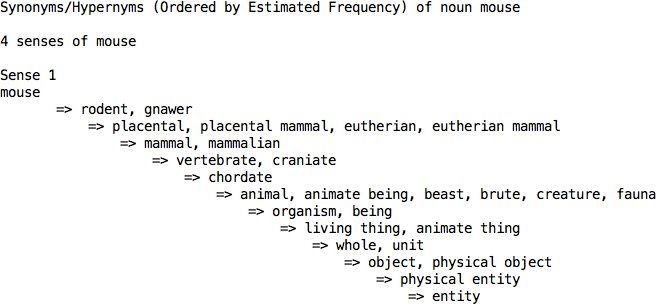 Synonyms/Hypernyms (Ordered by Estimated Frequency) of noun mouse
4 senses of mouse
Sense 1
mouse
=> rodent, gnawer
=> placental, placental mammal, eutherian, eutherian mammal
=> mammal, mammalian
=> vertebrate, craniate
=> chordate
=> animal, animate being, beast, brute, creature, fauna
=> organism, being
=> living thing, animate thing
=> whole, unit
=> object, physical object
=> physical entity
=> entity